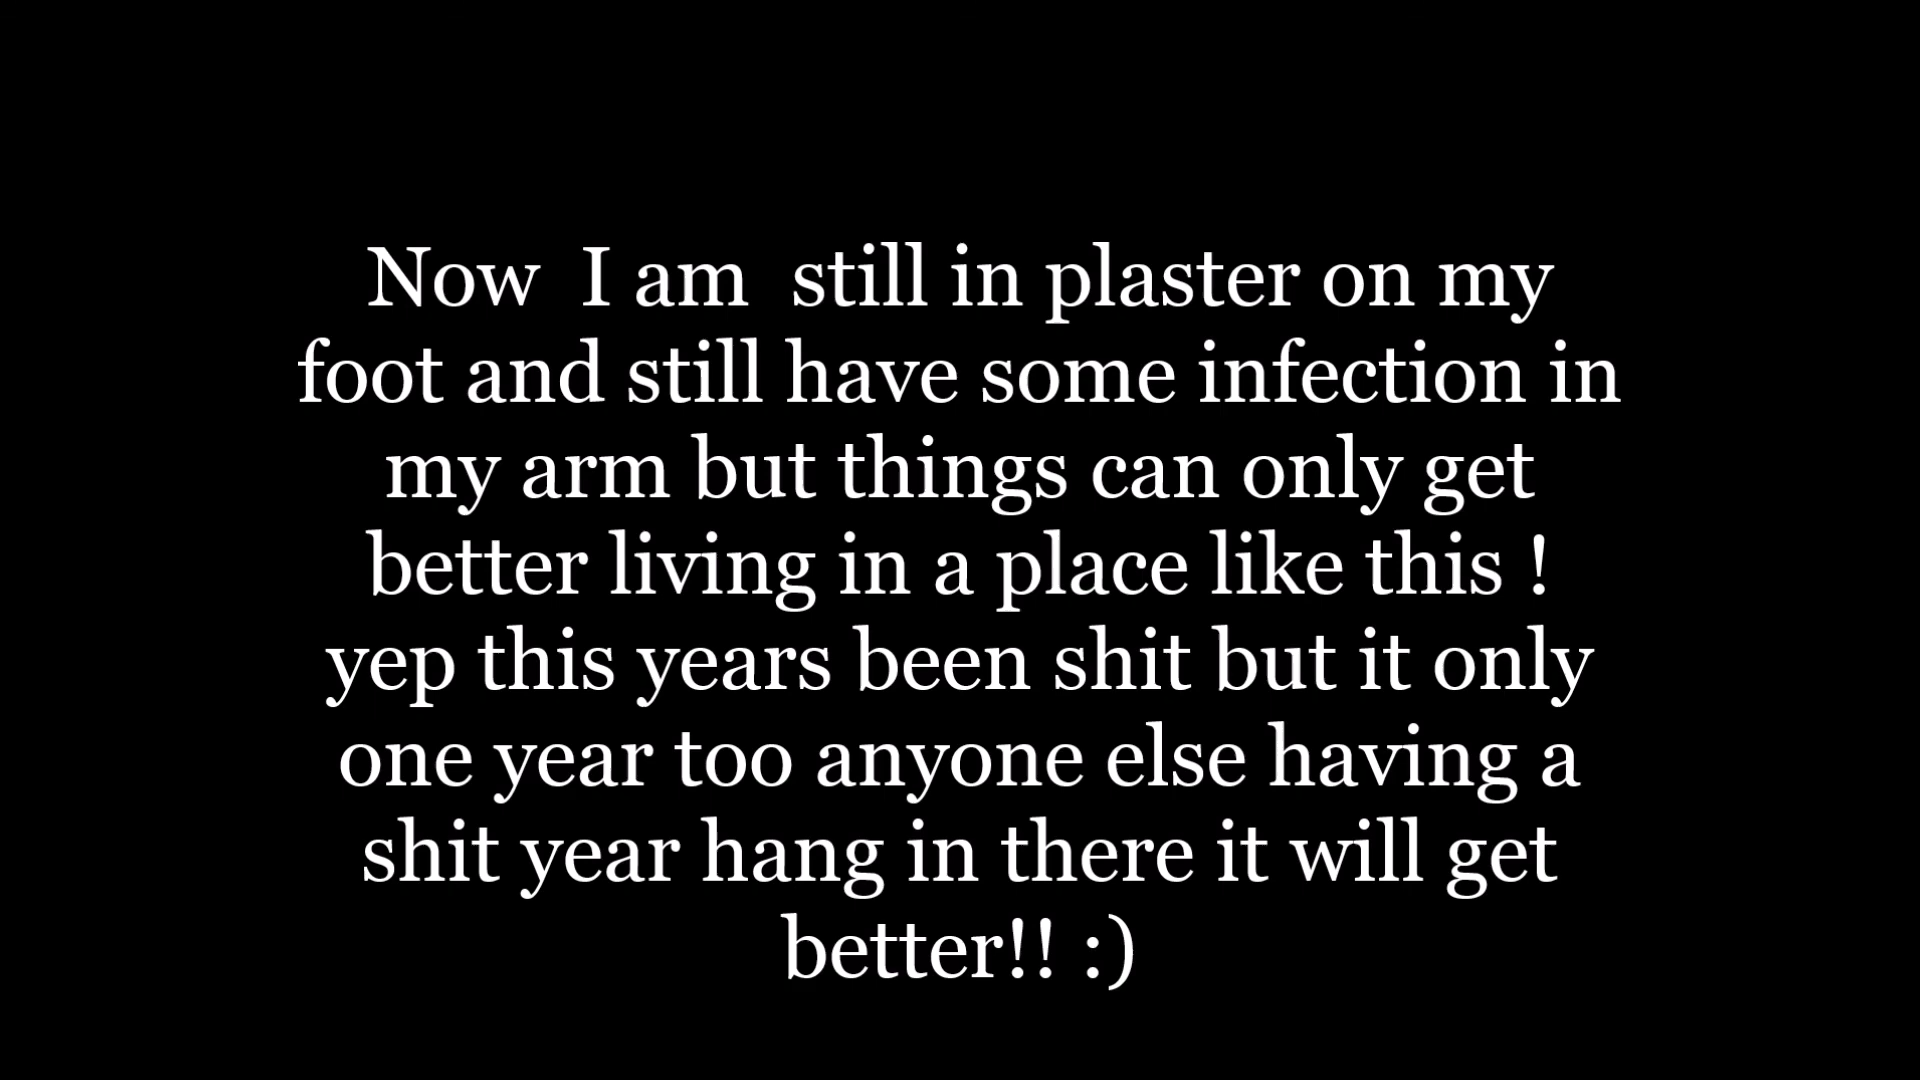 Now  I am  still in plaster on my
foot and still have some infection in
my arm but things can only get
better living in a place like this !
yep this years been shit but it only
one year too anyone else having a
shit year hang in there it will get
better!! :)